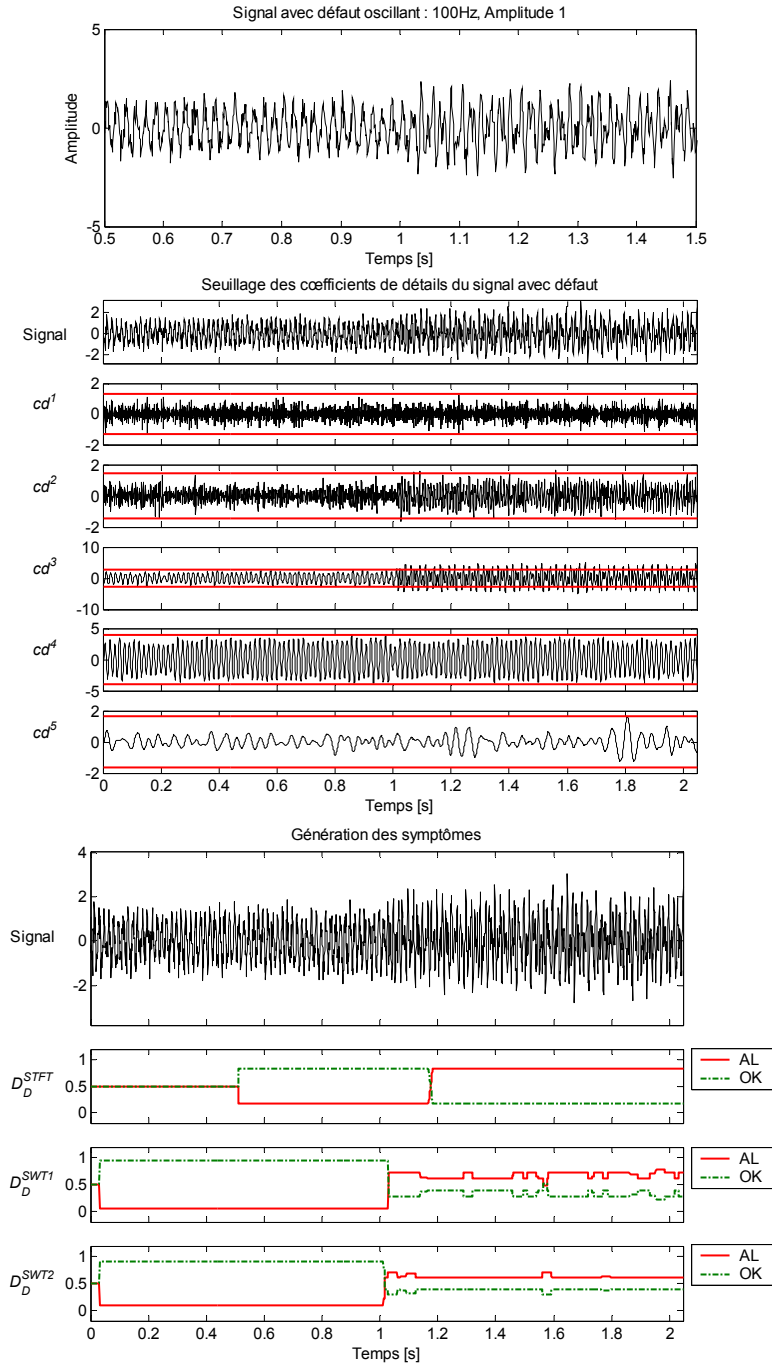 Signal avec défaut oscillant : 100Hz, Amplitude 1
5
0
-5
Amplitude
0.5 0.6 0.7 0.8 0.9 1 1.1 1.2 1.3 1.4 1.5
Temps [s]
Seuillage des cœfficients de détails du signal avec défaut
Signal
2
0
-2
cd1
2
0
-2
cd2
2
0
-2
cd3
10
0
-10
cd4
5
0
-5
cd5
2
0
-2
0 0.2 0.4 0.6 0.8 1 1.2 1.4 1.6 1.8 2
Temps [s]
Génération des symptômes
4
2
0
-2
Signal
DDSTFT
1
0.5
0
AL
OK
DDSWT1
1
0.5
0
AL
OK
DDSWT2
1
0.5
0
AL
OK
0 0.2 0.4 0.6 0.8 1 1.2 1.4 1.6 1.8 2
Temps [s]